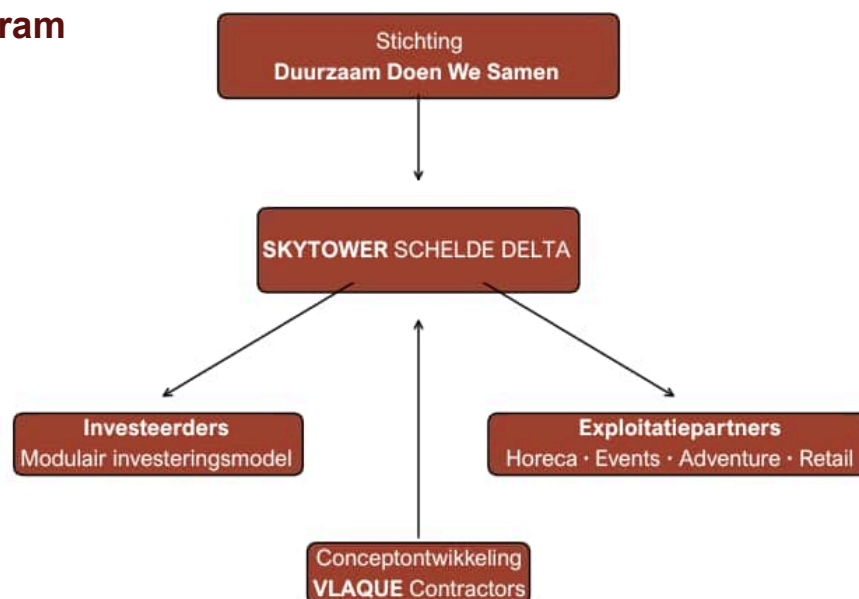 ram
Stichting
Duurzaam Doen We Samen
SKYTOWER SCHELDE DELTA
Investeerders
Modulair investeringsmodel
Exploitatiepartners
Horeca · Events · Adventure · Retail
Conceptontwikkeling
VLAQUE Contractors